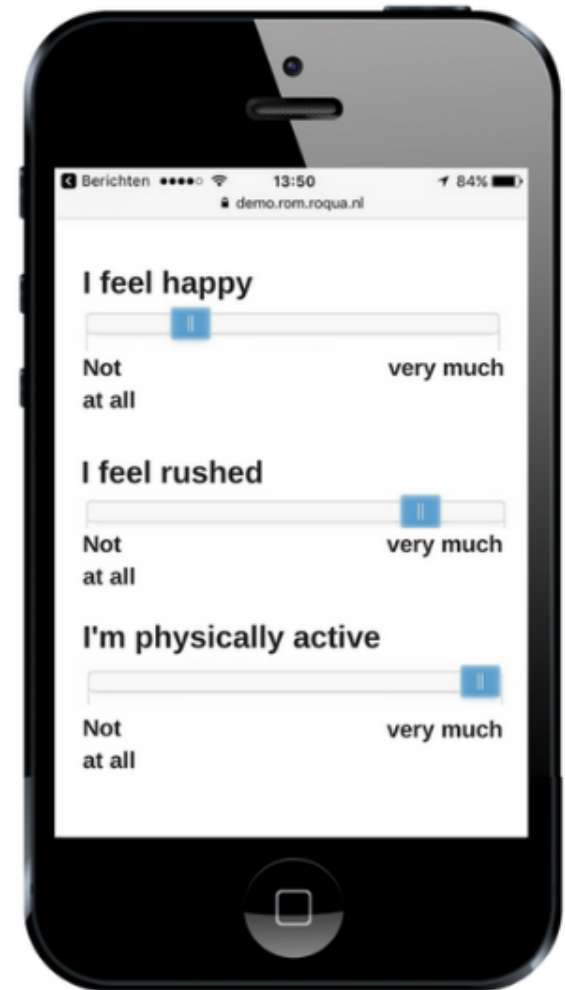 Berichten 13:50 84%
demo.rom.roqua.nl
I feel happy
Not very much
at all
I feel rushed
Not very much
at all
I'm physically active
Not very much
at all